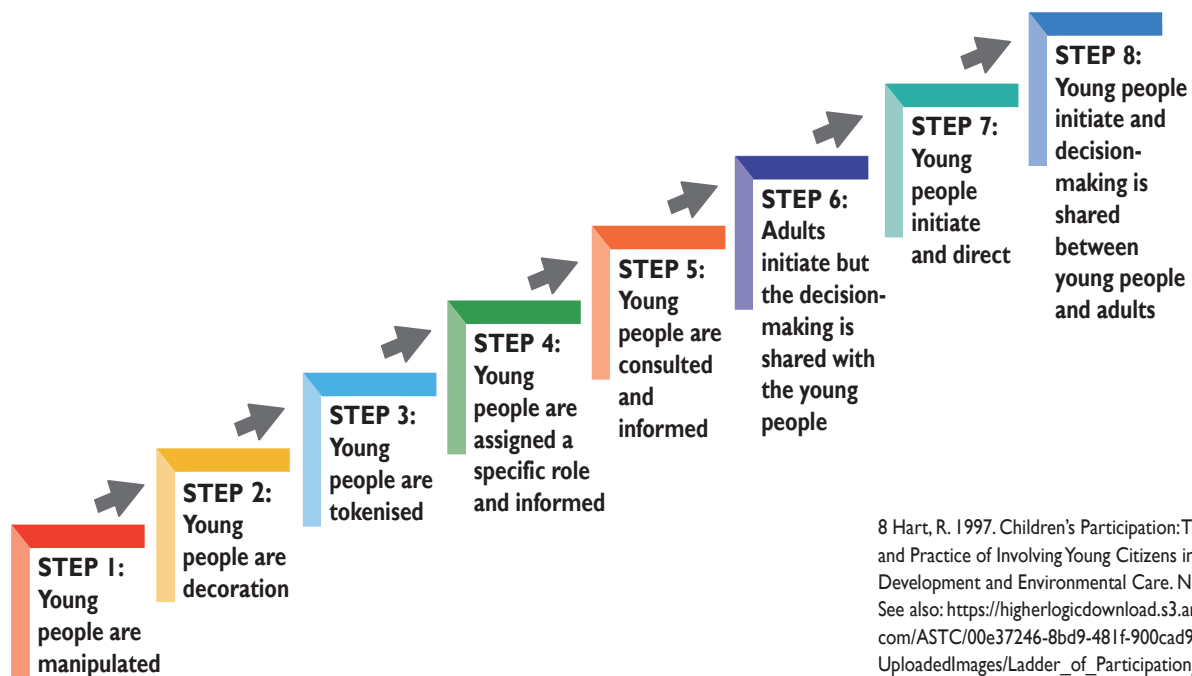 STEP 1:
Young
people are
manipulated
STEP 2:
Young
people are
decoration
STEP 3:
Young
people are
tokenised
STEP 4:
Young
people are
assigned a
specific role
and informed
STEP 5:
Young
people are
consulted
and
informed
STEP 6:
Adults
initiate but
the decision-
making is
shared with
the young
people
STEP 7:
Young
people
initiate
and direct
STEP 8:
Young people
initiate and
decision-
making is
shared
between
young people
and adults
8 Hart, R. 1997. Children's Participation: T
and Practice of Involving Young Citizens in
Development and Environmental Care. N
See also: https://higherlogicdownload.s3.a
com/ASTC/00e37246-8bd9-481f-900cad9
UploadedImages/Ladder_of_Participation_